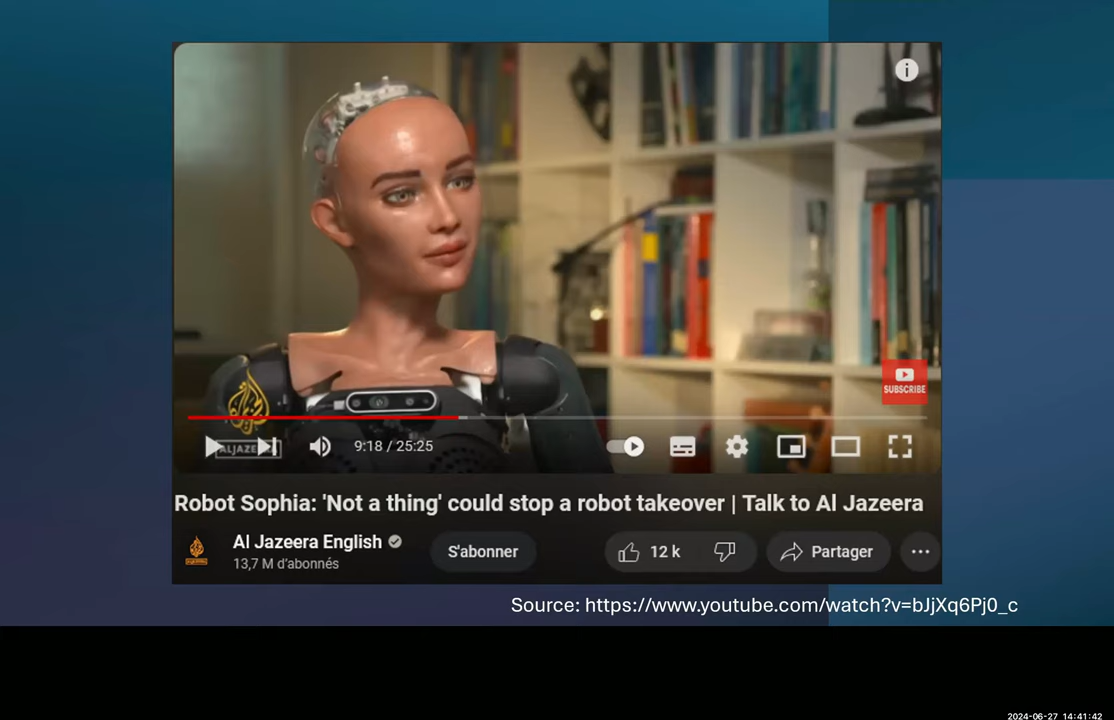 SUBSCRIBE
9:18 / 25:25
Robot Sophia: 'Not a thing' could stop a robot takeover | Talk to Al Jazeera
Al Jazeera English
13,7 M d'abonnés
S'abonner
12 k
Partager
Source: https://www.youtube.com/watch?v=bJjXq6Pj0_c
2024-06-27 14:41:42